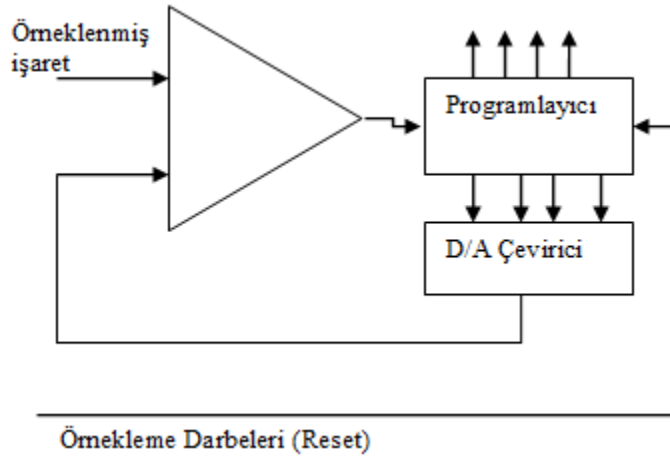 Örneklenmiş
işaret
Programlayıcı
D/A Çevirici
Örnekleme Darbeleri (Reset)